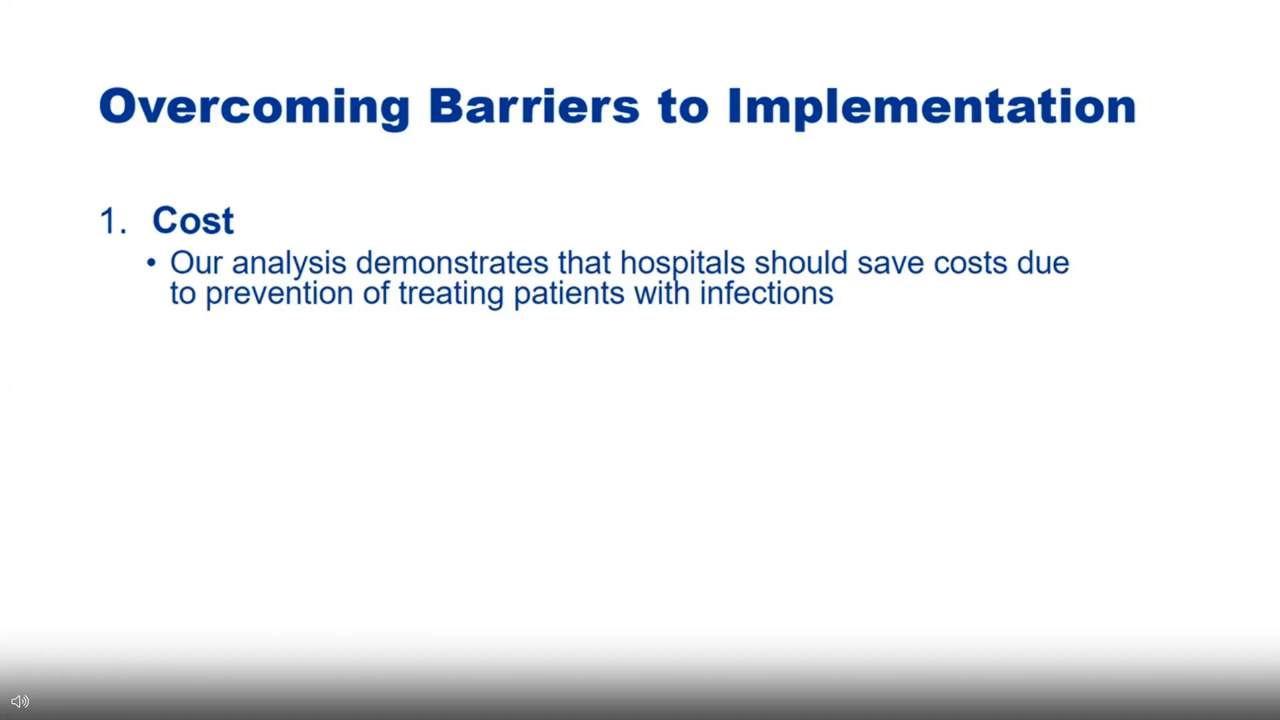 Overcoming Barriers to Implementation
1. Cost
• Our analysis demonstrates that hospitals should save costs due
to prevention of treating patients with infections